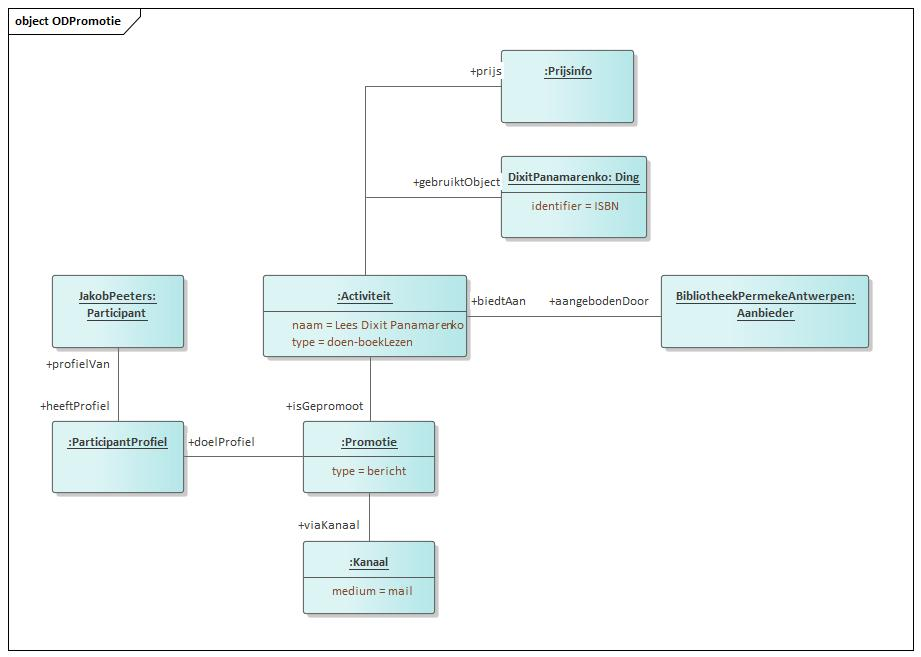 object ODPromotie
+prijs
:Prijsinfo
+gebruiktObject
DixitPanamarenko: Ding
identifier = ISBN
JakobPeeters:
Participant
:Activiteit
naam = Lees Dixit Panamarenko
type = doen-boekLezen
+biedtAan
+aangebodenDoor
BibliotheekPermekeAntwerpen:
Aanbieder
+profielVan
+heeftProfiel
+isGepromoot
:ParticipantProfiel
+doelProfiel
:Promotie
type = bericht
+viaKanaal
:Kanaal
medium = mail